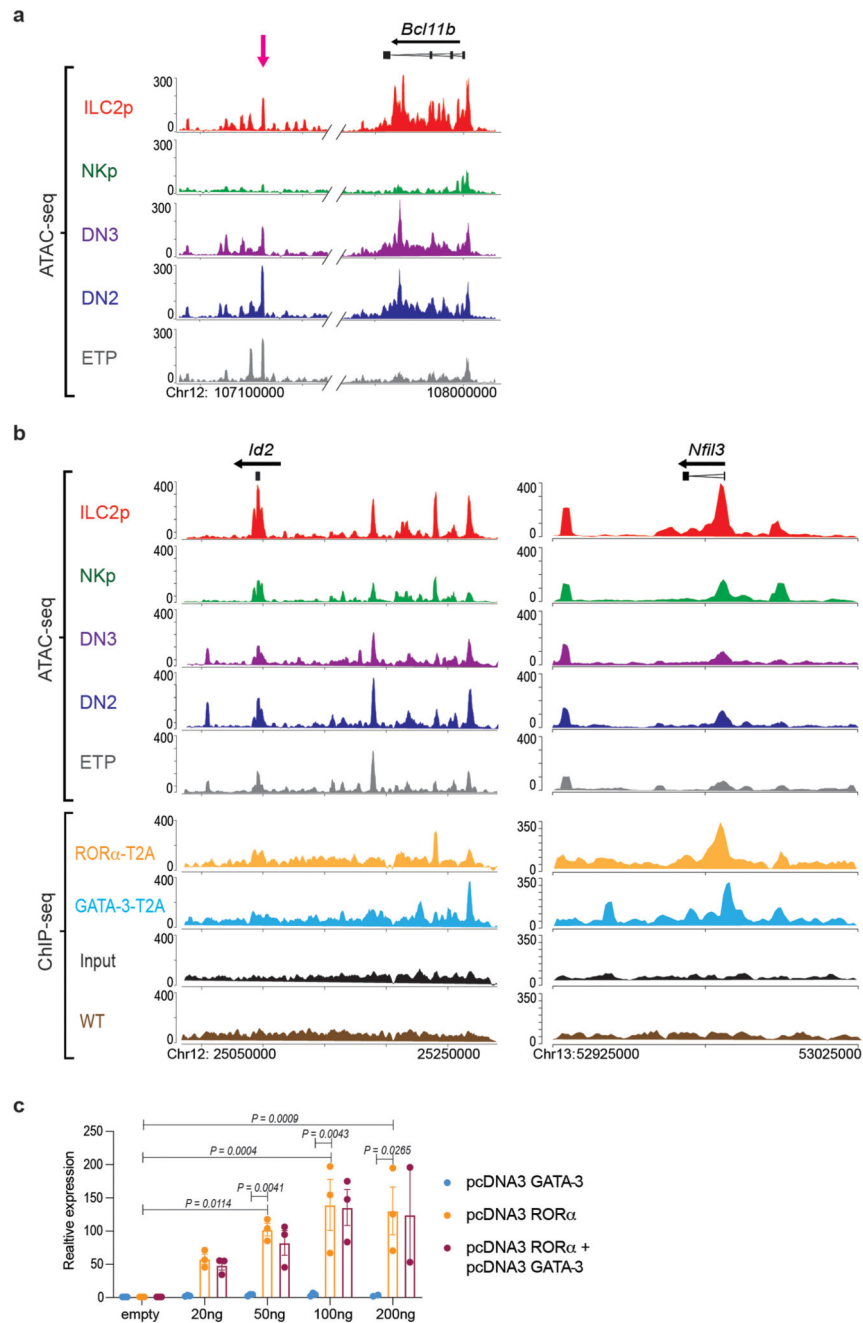 a
Bcl11b
ATAC-seq
ILC2p
300
0
NKp
300
0
DN3
300
0
DN2
300
0
ETP
300
0
Chr12: 107100000
108000000
b
Id2
Nfil3
ATAC-seq
ILC2p
400
0
400
0
NKp
400
0
400
0
DN3
400
0
400
0
DN2
400
0
400
0
ETP
400
0
400
0
ChIP-seq
RORα-T2A
400
0
350
0
GATA-3-T2A
400
0
350
0
Input
400
0
350
0
WT
400
0
350
0
Chr12: 25050000
25250000
Chr13:52925000
53025000
c
Realtive expression
250
200
150
100
50
0
P = 0.0009
P = 0.0004
P = 0.0043
P = 0.0265
P = 0.0041
P = 0.0114
empty
20ng
50ng
100ng
200ng
pcDNA3 GATA-3
pcDNA3 RORα
pcDNA3 RORα +
pcDNA3 GATA-3